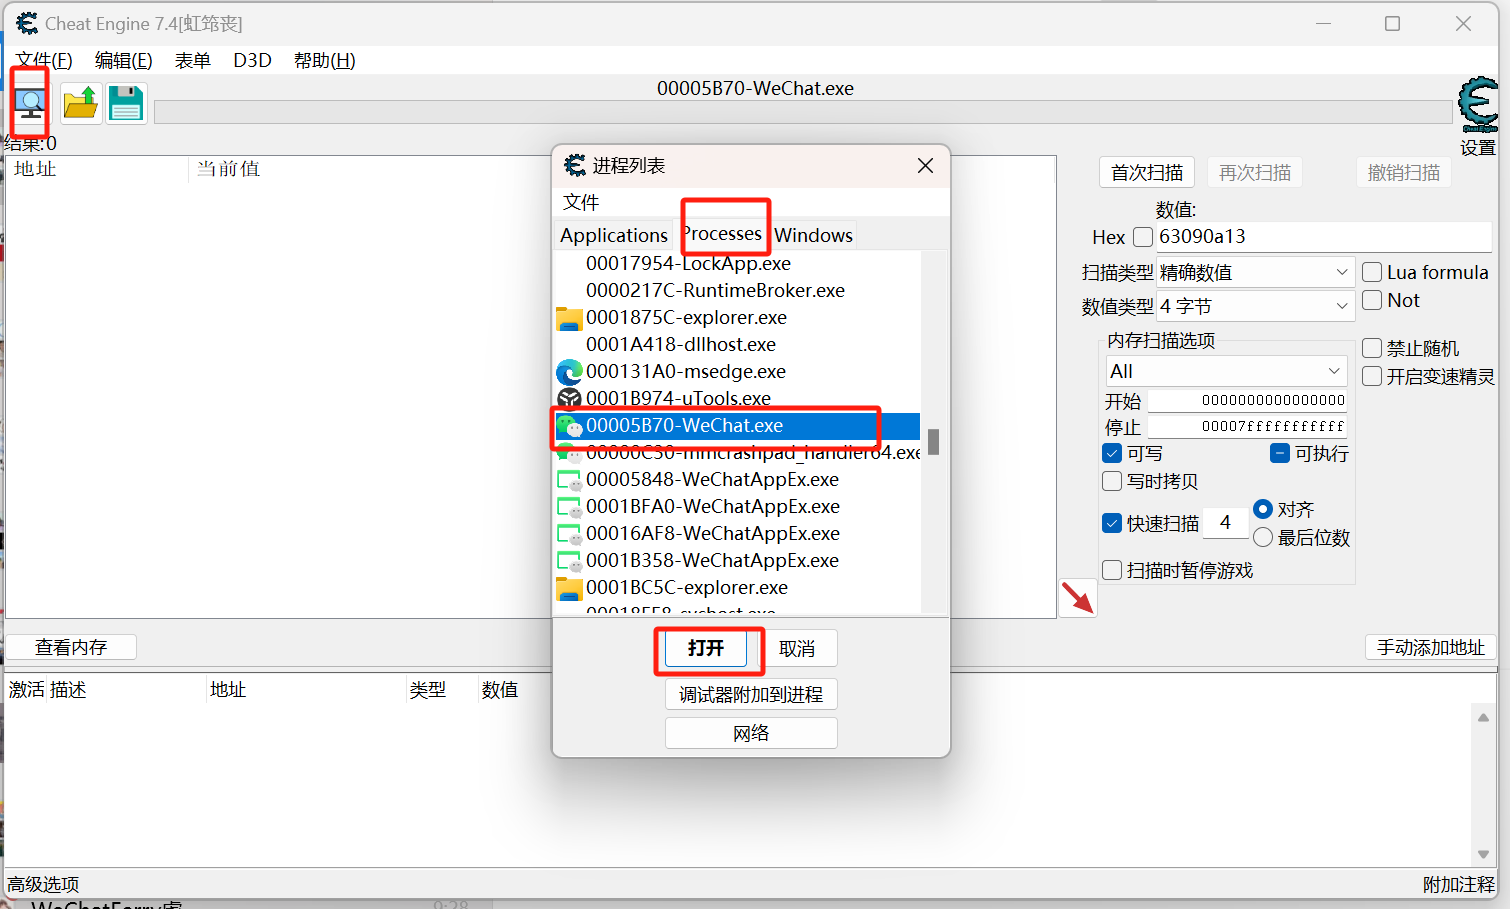 Cheat Engine 7.4[虹筇丧]
文件(F) 编辑(E) 表单 D3D 帮助(H)
00005B70-WeChat.exe
Cheat Engine
设置
结果:0
地址 当前值
首次扫描 再次扫描 撤销扫描
数值:
Hex 63090a13
扫描类型 精确数值 Lua formula
数值类型 4 字节 Not
内存扫描选项
All
禁止随机
开启变速精灵
开始 0000000000000000
停止 00007fffffffffff
可写 可执行
写时拷贝
快速扫描 4 对齐
最后位数
扫描时暂停游戏
进程列表
文件
Applications Processes Windows
00017954-LockApp.exe
0000217C-RuntimeBroker.exe
0001875C-explorer.exe
0001A418-dllhost.exe
000131A0-msedge.exe
0001B974-uTools.exe
00005B70-WeChat.exe
00000C30-mmcrashpad_handler64.exe
00005848-WeChatAppEx.exe
0001BFA0-WeChatAppEx.exe
00016AF8-WeChatAppEx.exe
0001B358-WeChatAppEx.exe
0001BC5C-explorer.exe
打开 取消
调试器附加到进程
网络
查看内存 手动添加地址
激活 描述 地址 类型 数值
高级选项 附加注释
9:28